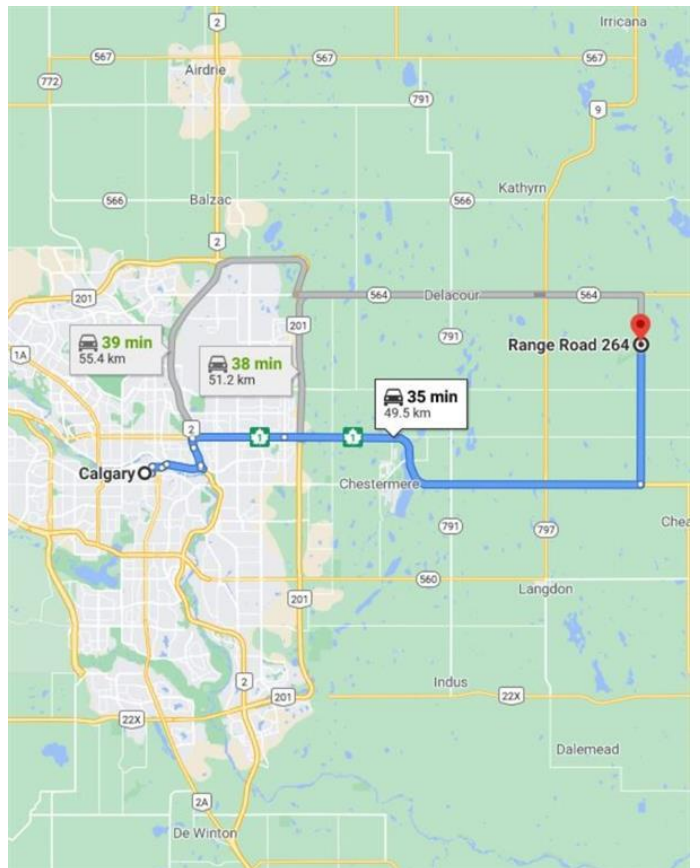 Irricana
2
567
567
567
772
Airdrie
791
9
Kathyrn
566
566
566
Balzac
2
201
564
Delacour
564
201
39 min
55.4 km
38 min
51.2 km
791
Range Road 264
1A
35 min
49.5 km
2
1
1
Calgary
Chestermere
Chea
791
797
560
Langdon
201
2
Indus
201
22X
22X
Dalemead
2A
De Winton